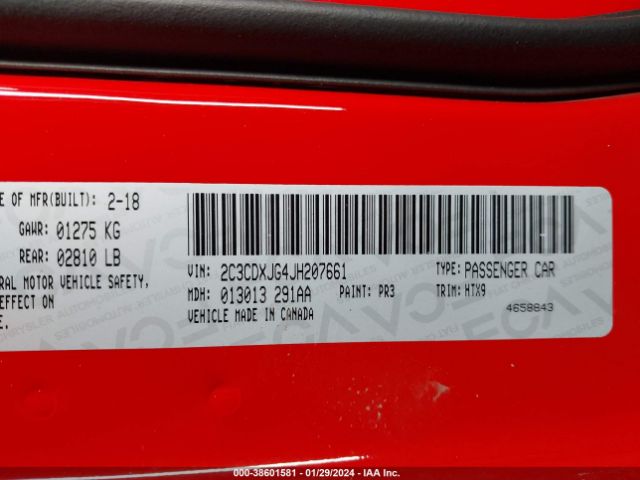 E OF MFR(BUILT): 2-18
GAWR: 01275 KG
REAR: 02810 LB
RAL MOTOR VEHICLE SAFETY,
EFFECT ON
E.
VIN: 2C3CDXJG4JH207661 TYPE: PASSENGER CAR
MDH: 013013 291AA PAINT: PR3 TRIM: HTX9
VEHICLE MADE IN CANADA 4658843
000-38601581 - 01/29/2024 - IAA Inc.